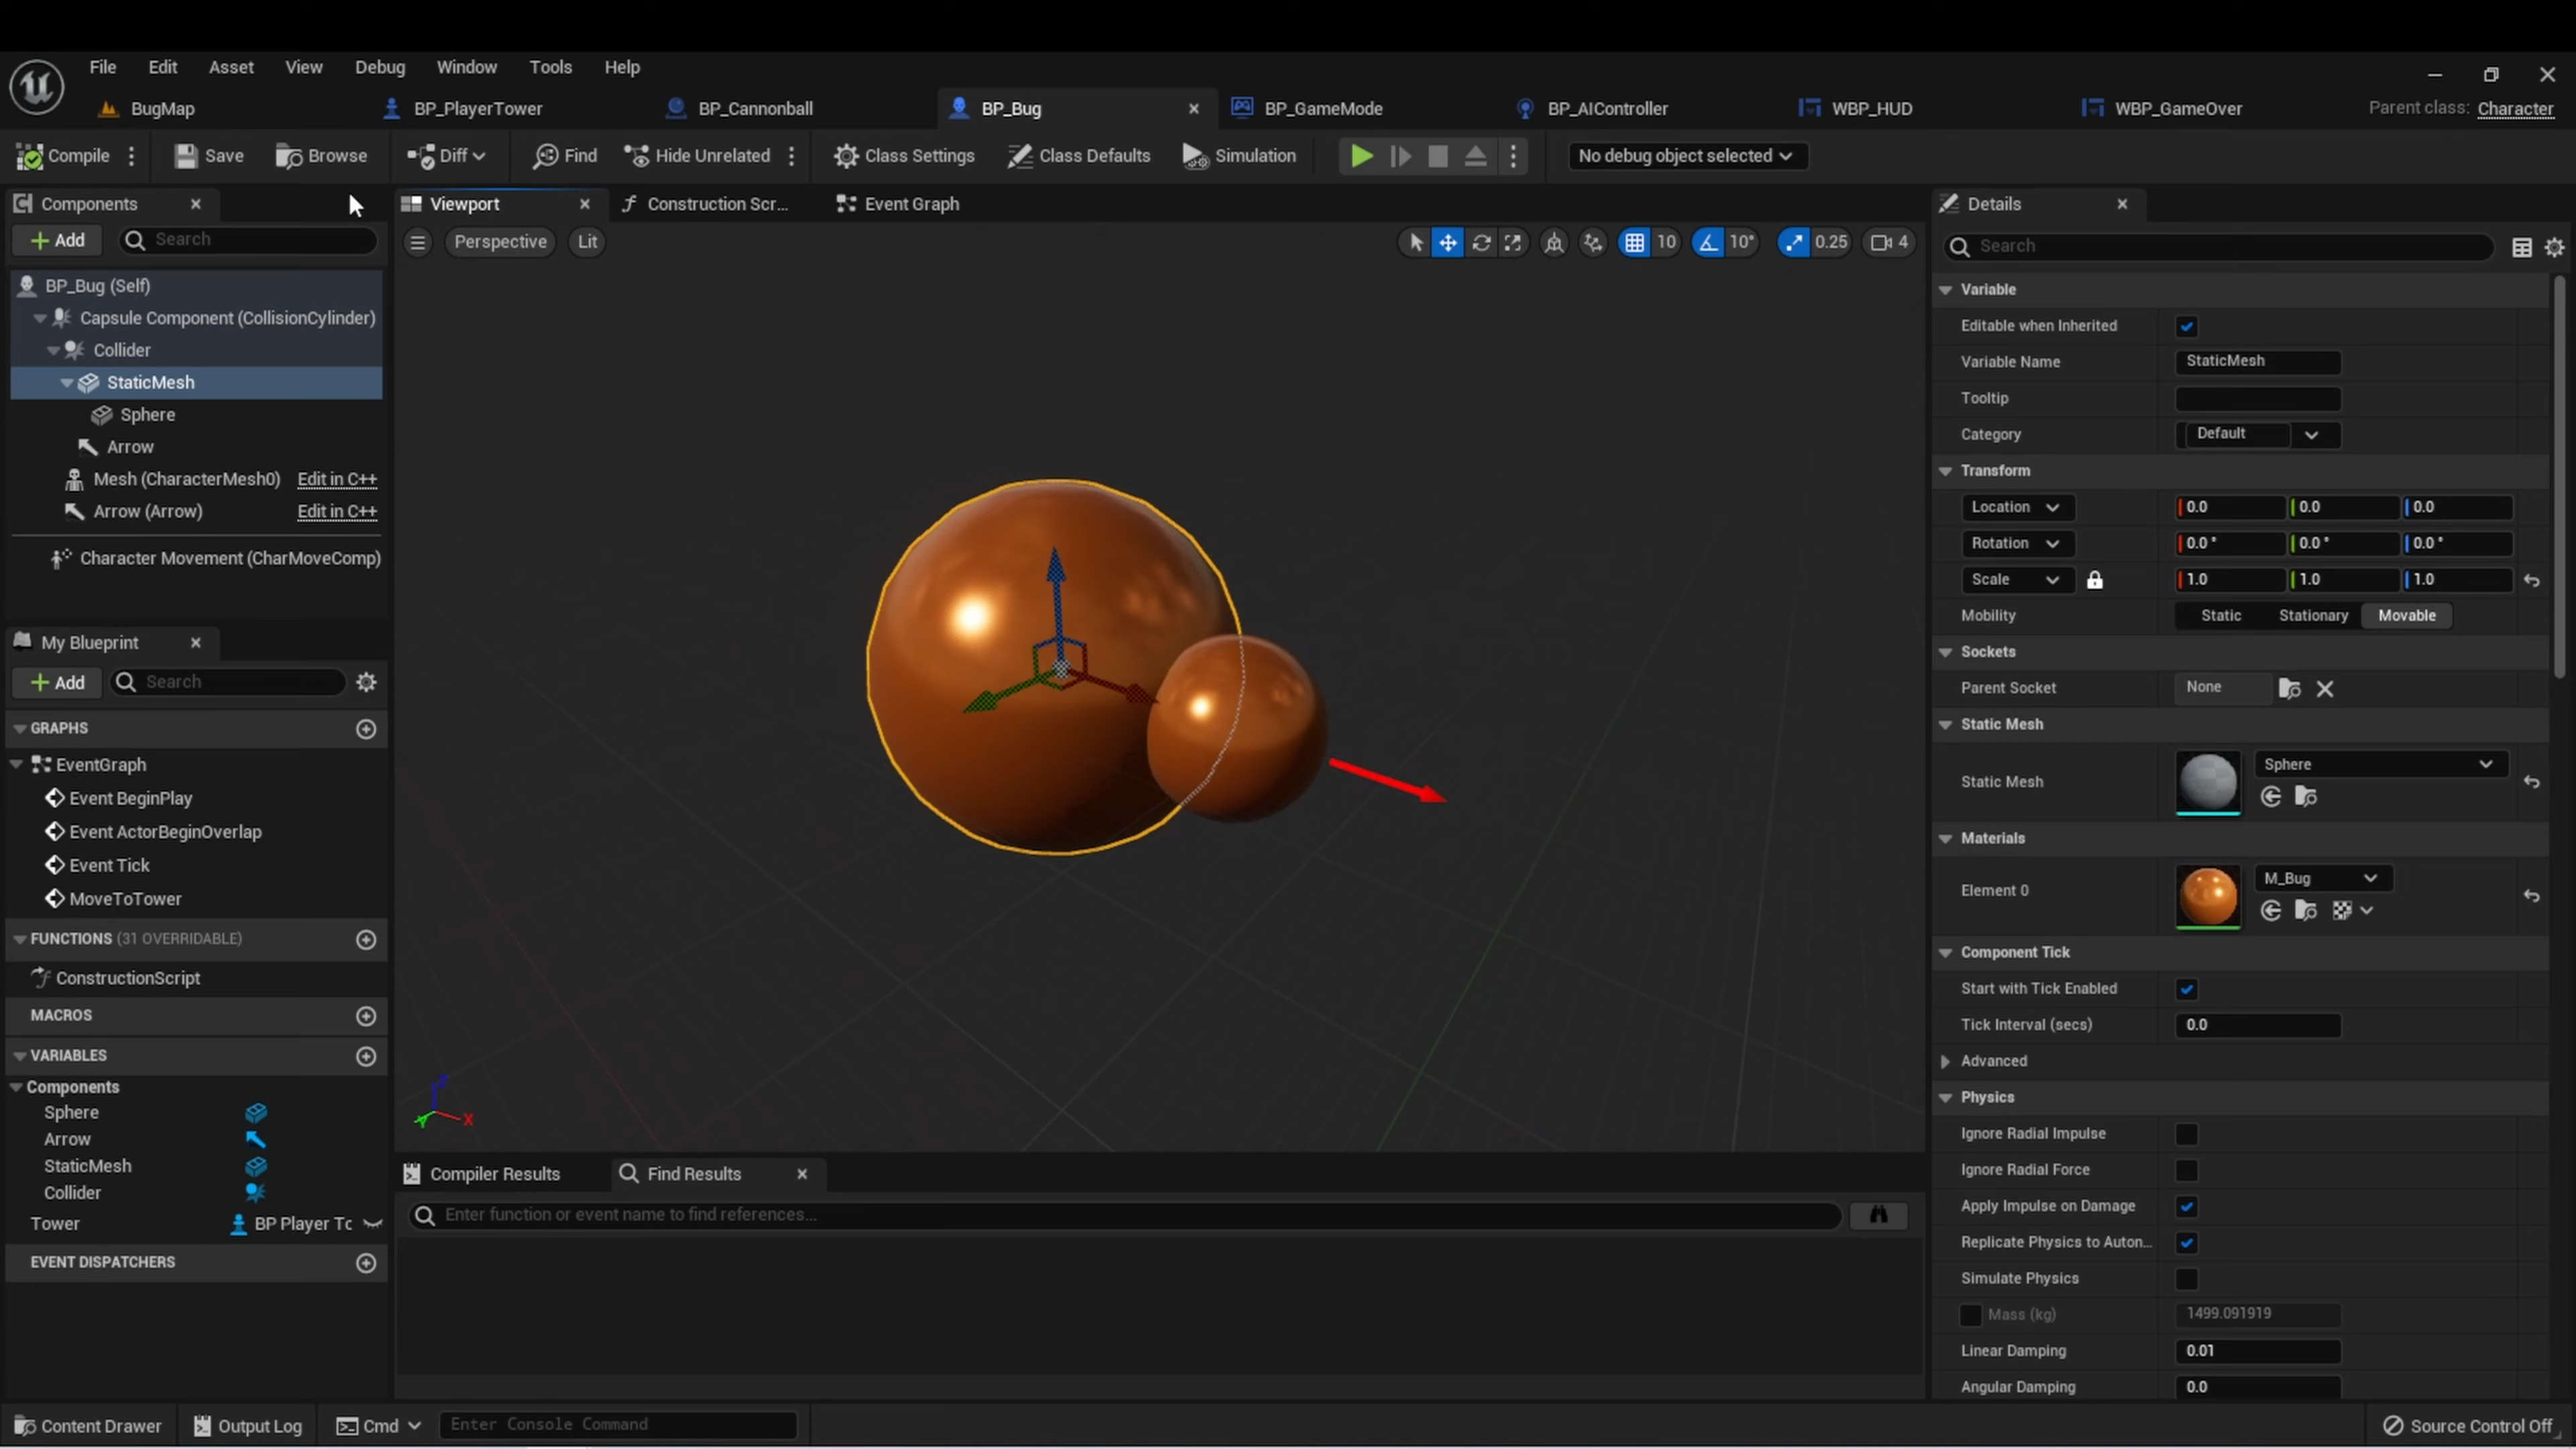 File Edit Asset View Debug Window Tools Help
BugMap BP_PlayerTower BP_Cannonball BP_Bug BP_GameMode BP_AIController WBP_HUD WBP_GameOver Parent class: Character
Compile Save Browse Diff Find Hide Unrelated Class Settings Class Defaults Simulation No debug object selected
Components Viewport Construction Scr... Event Graph Details
Add Search Perspective Lit 10 10° 0.25 4 Search
BP_Bug (Self)
Capsule Component (CollisionCylinder)
Collider
StaticMesh
Sphere
Arrow
Mesh (CharacterMesh0) Edit in C++
Arrow (Arrow) Edit in C++
Character Movement (CharMoveComp)
My Blueprint
Add Search
GRAPHS
EventGraph
Event BeginPlay
Event ActorBeginOverlap
Event Tick
MoveToTower
FUNCTIONS (31 OVERRIDABLE)
ConstructionScript
MACROS
VARIABLES
Components
Sphere
Arrow
StaticMesh
Collider
Tower BP Player To
EVENT DISPATCHERS
Z
Y X
Compiler Results Find Results
Enter function or event name to find references...
Variable
Editable when Inherited
Variable Name StaticMesh
Tooltip
Category Default
Transform
Location 0.0 0.0 0.0
Rotation 0.0° 0.0° 0.0°
Scale 1.0 1.0 1.0
Mobility Static Stationary Movable
Sockets
Parent Socket None
Static Mesh
Static Mesh Sphere
Materials
Element 0 M_Bug
Component Tick
Start with Tick Enabled
Tick Interval (secs) 0.0
Advanced
Physics
Ignore Radial Impulse
Ignore Radial Force
Apply Impulse on Damage
Replicate Physics to Auton...
Simulate Physics
Mass (kg) 1499.091919
Linear Damping 0.01
Angular Damping 0.0
Content Drawer Output Log Cmd Enter Console Command Source Control Off